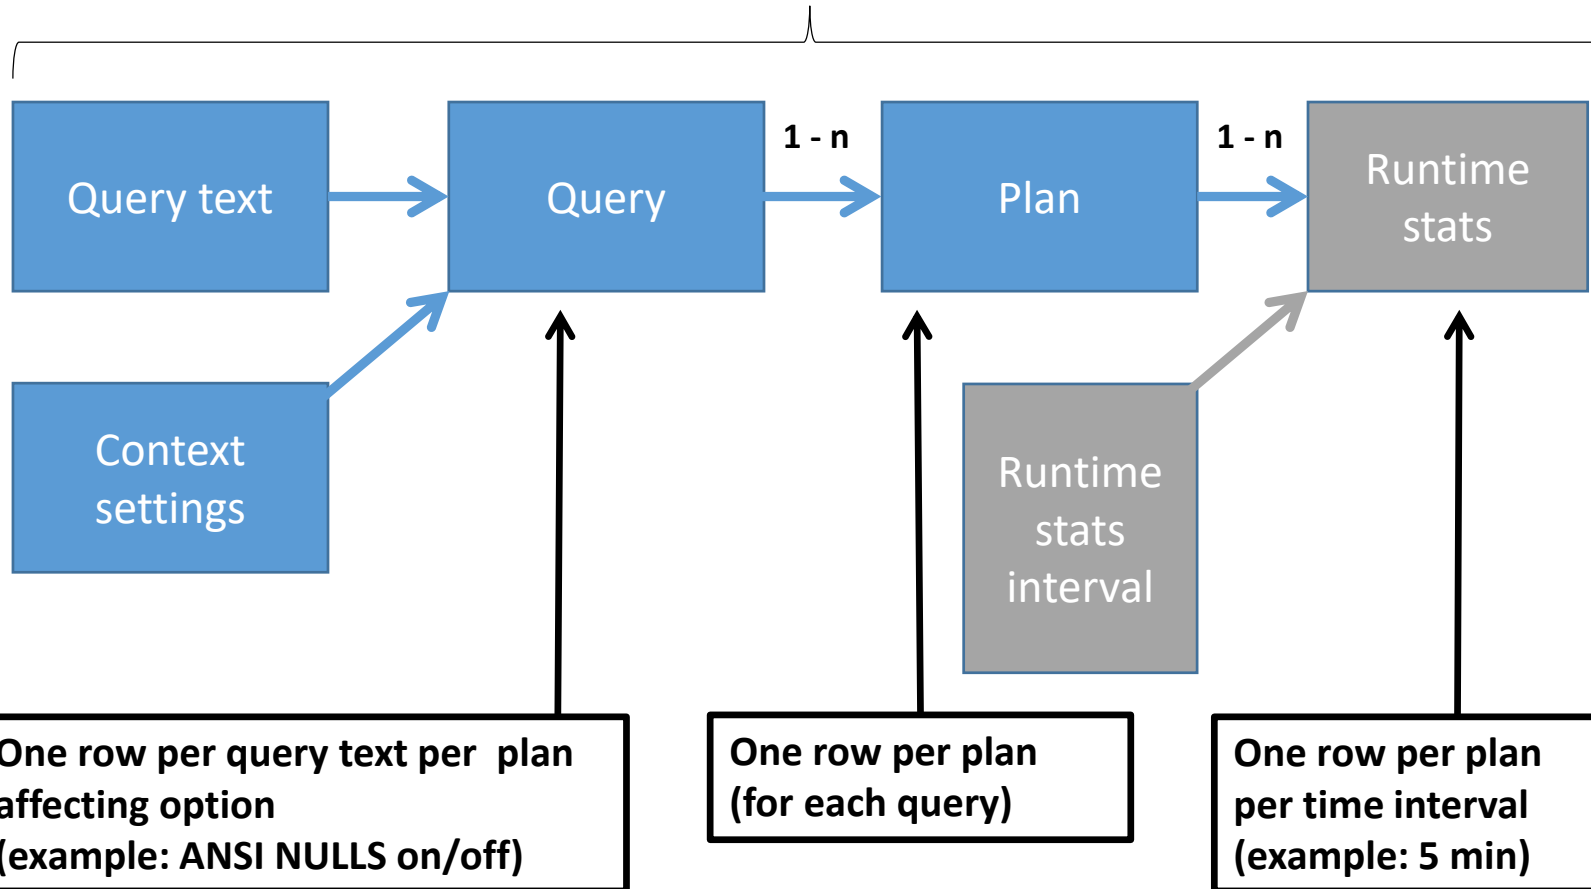 Query text
Query
1 - n
Plan
1 - n
Runtime
stats
Context
settings
Runtime
stats
interval
One row per query text per  plan
affecting option
(example: ANSI NULLS on/off)
One row per plan
(for each query)
One row per plan
per time interval
(example: 5 min)